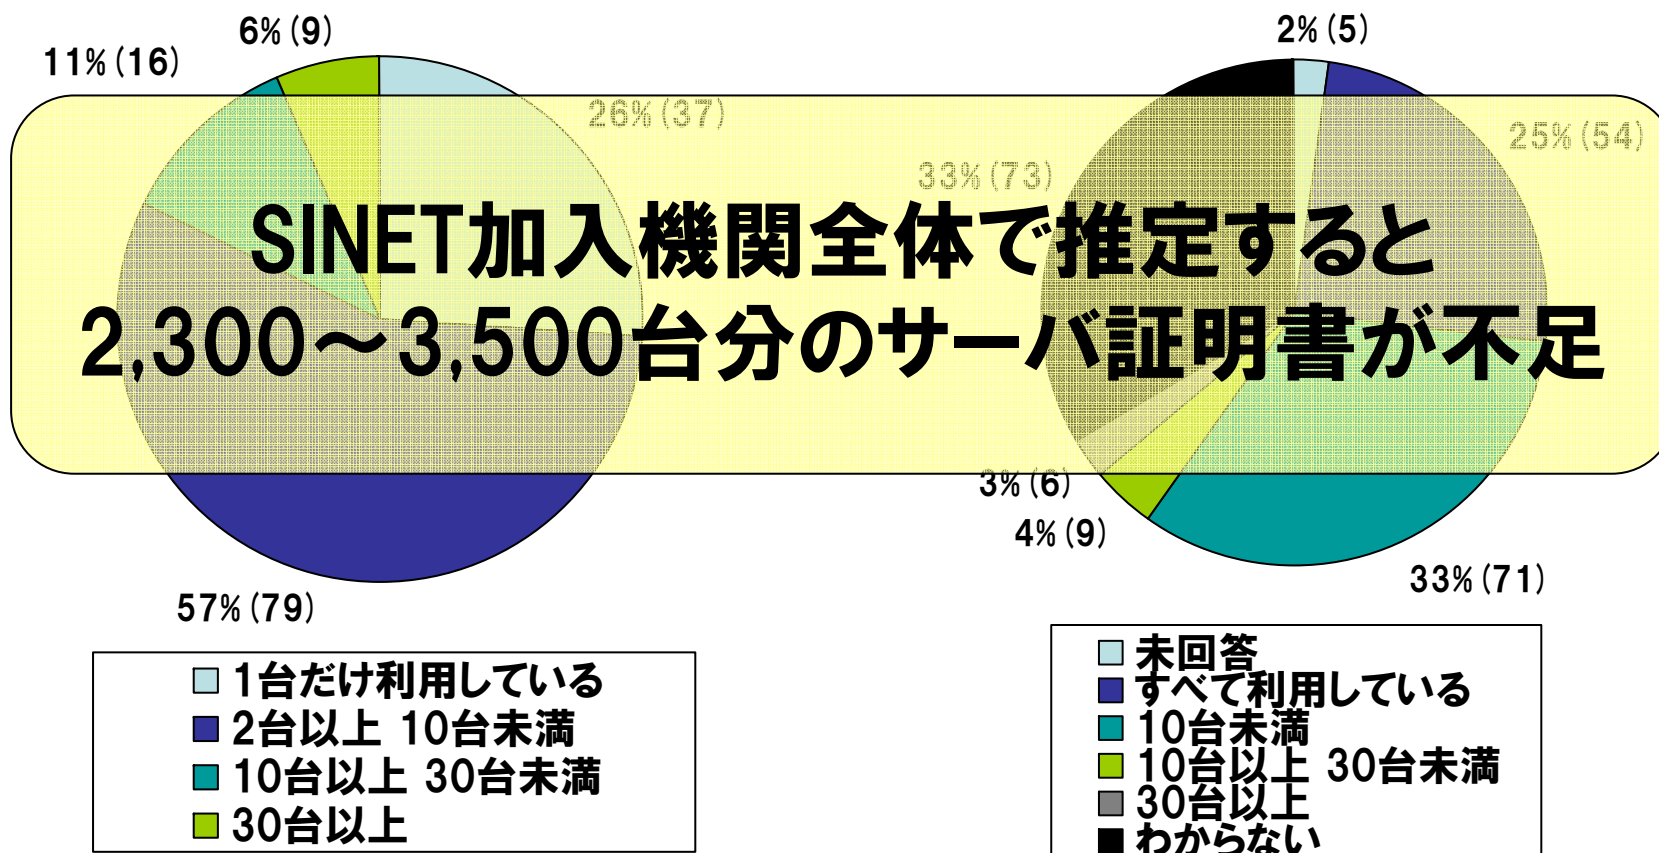 6%(9)
11%(16)
26%(37)
57%(79)
2%(5)
25%(54)
33%(73)
3%(6)
4%(9)
33%(71)
SINET加入機関全体で推定すると
2,300～3,500台分のサーバ証明書が不足
1台だけ利用している
2台以上 10台未満
10台以上 30台未満
30台以上
未回答
すべて利用している
10台未満
10台以上 30台未満
30台以上
わからない